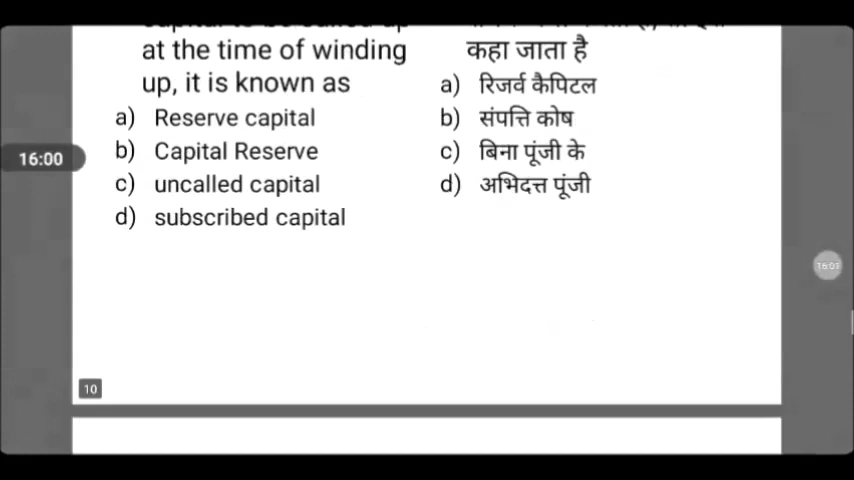 at the time of winding
up, it is known as
a) Reserve capital
b) Capital Reserve
c) uncalled capital
d) subscribed capital
कहा जाता है
a) रिजर्व कैपिटल
b) संपत्ति कोष
c) बिना पूंजी के
d) अभिदत्त पूंजी
16:00
10